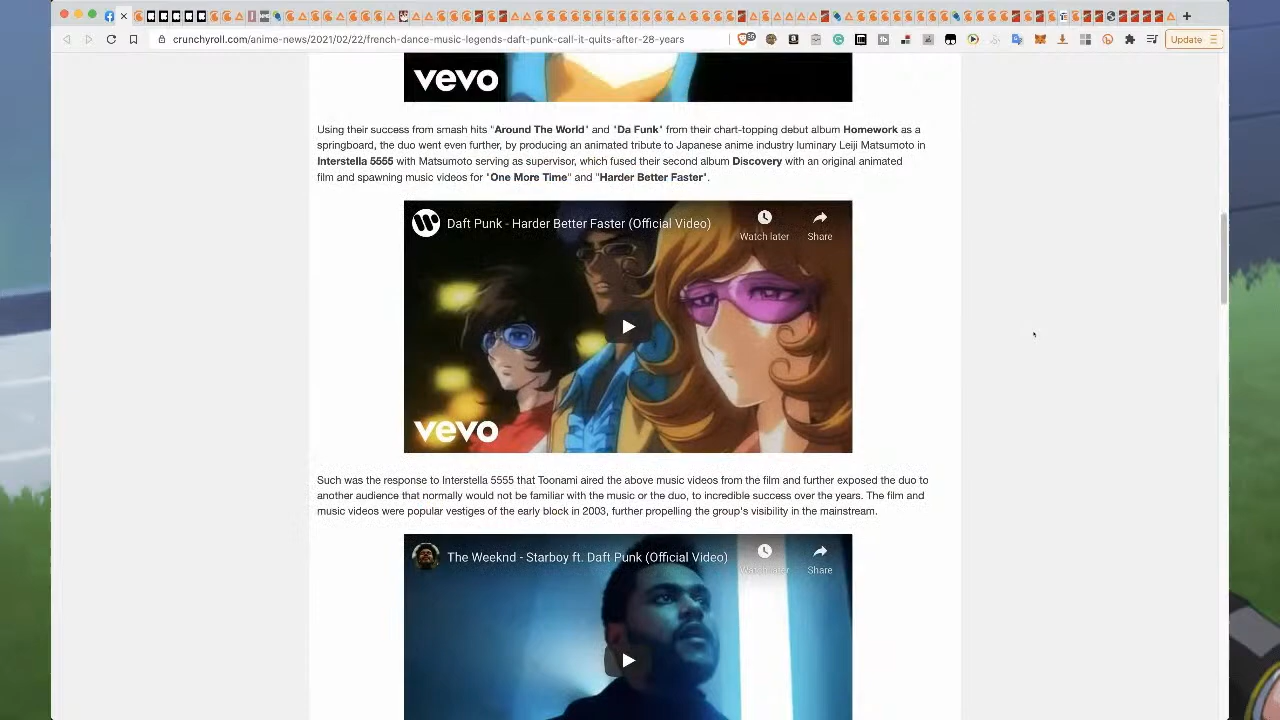 crunchyroll.com/anime-news/2021/02/22/french-dance-music-legends-daft-punk-call-it-quits-after-28-years
Update
vevo
Using their success from smash hits "Around The World" and "Da Funk" from their chart-topping debut album Homework as a
springboard, the duo went even further, by producing an animated tribute to Japanese anime industry luminary Leiji Matsumoto in
Interstella 5555 with Matsumoto serving as supervisor, which fused their second album Discovery with an original animated
film and spawning music videos for "One More Time" and "Harder Better Faster".
Daft Punk - Harder Better Faster (Official Video)
Watch later
Share
vevo
Such was the response to Interstella 5555 that Toonami aired the above music videos from the film and further exposed the duo to
another audience that normally would not be familiar with the music or the duo, to incredible success over the years. The film and
music videos were popular vestiges of the early block in 2003, further propelling the group's visibility in the mainstream.
The Weeknd - Starboy ft. Daft Punk (Official Video)
Watch later
Share